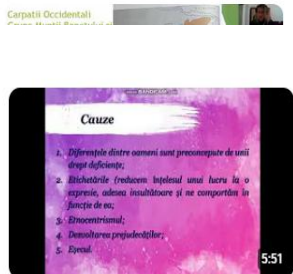 Carpatii Occidentali
Cauze
1. Diferențele dintre oameni sunt preconcepute de unii
drept deficiențe;
2. Etichetările (reducem înțelesul unui lucru la o
expresie, adesea insultătoare și ne comportăm în
funcție de ea;
3. Etnocentrismul;
4. Dezvoltarea prejudecăților;
5. Eșecul.
5:51